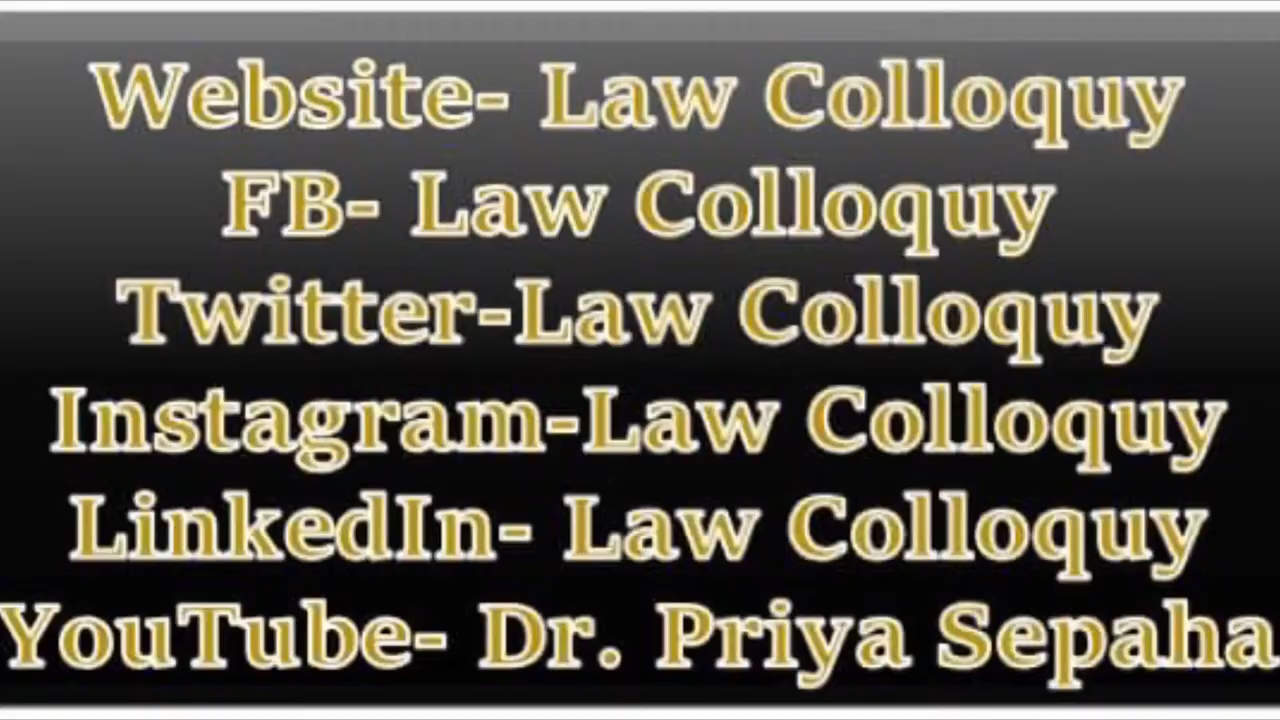 Website- Law Colloquy
FB- Law Colloquy
Twitter-Law Colloquy
Instagram-Law Colloquy
LinkedIn- Law Colloquy
YouTube- Dr. Priya Sepaha